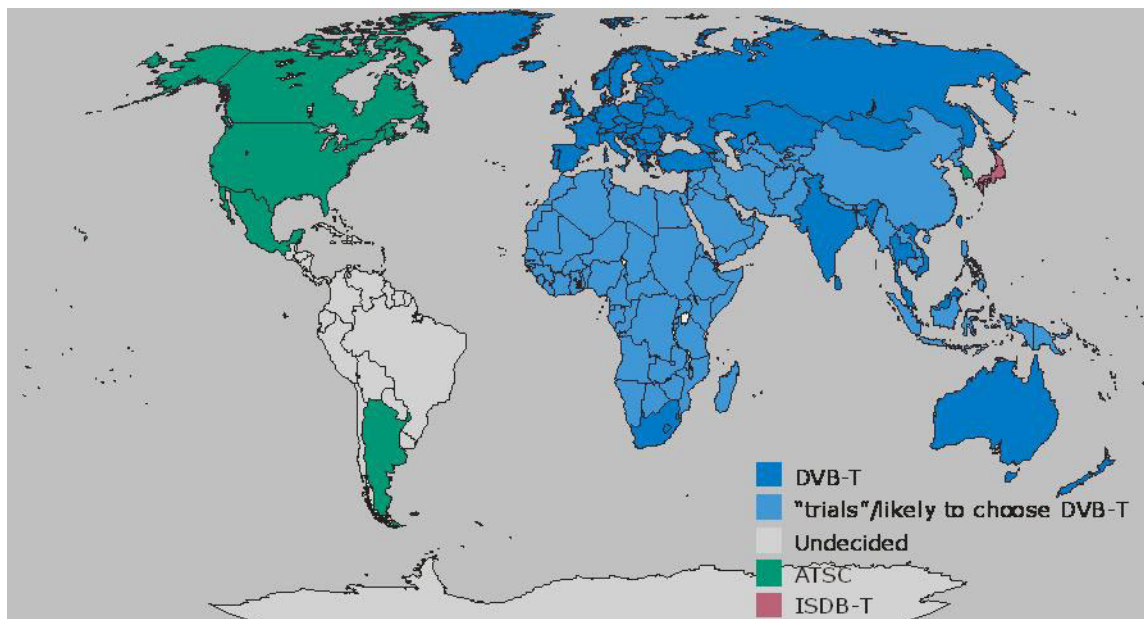 DVB-T
"trials"/likely to choose DVB-T
Undecided
ATSC
ISDB-T